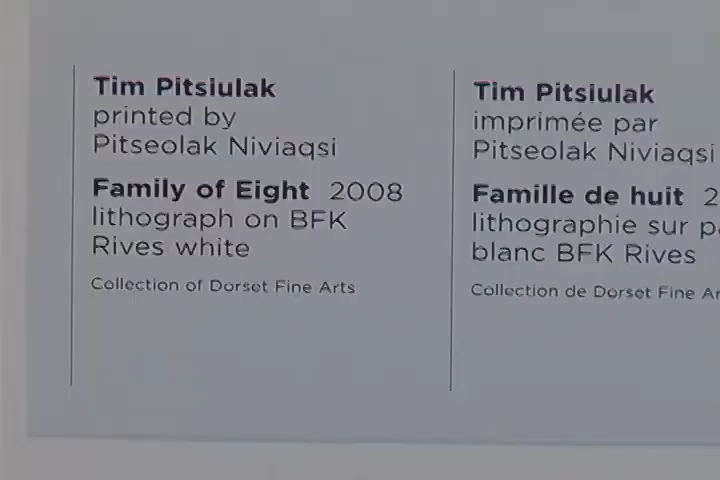 Tim Pitsiulak
printed by
Pitseolak Niviaqsi
Family of Eight 2008
lithograph on BFK
Rives white
Collection of Dorset Fine Arts
Tim Pitsiulak
imprimée par
Pitseolak Niviaqsi
Famille de huit
lithographie sur
blanc BFK Rives
Collection de Dorset Fine